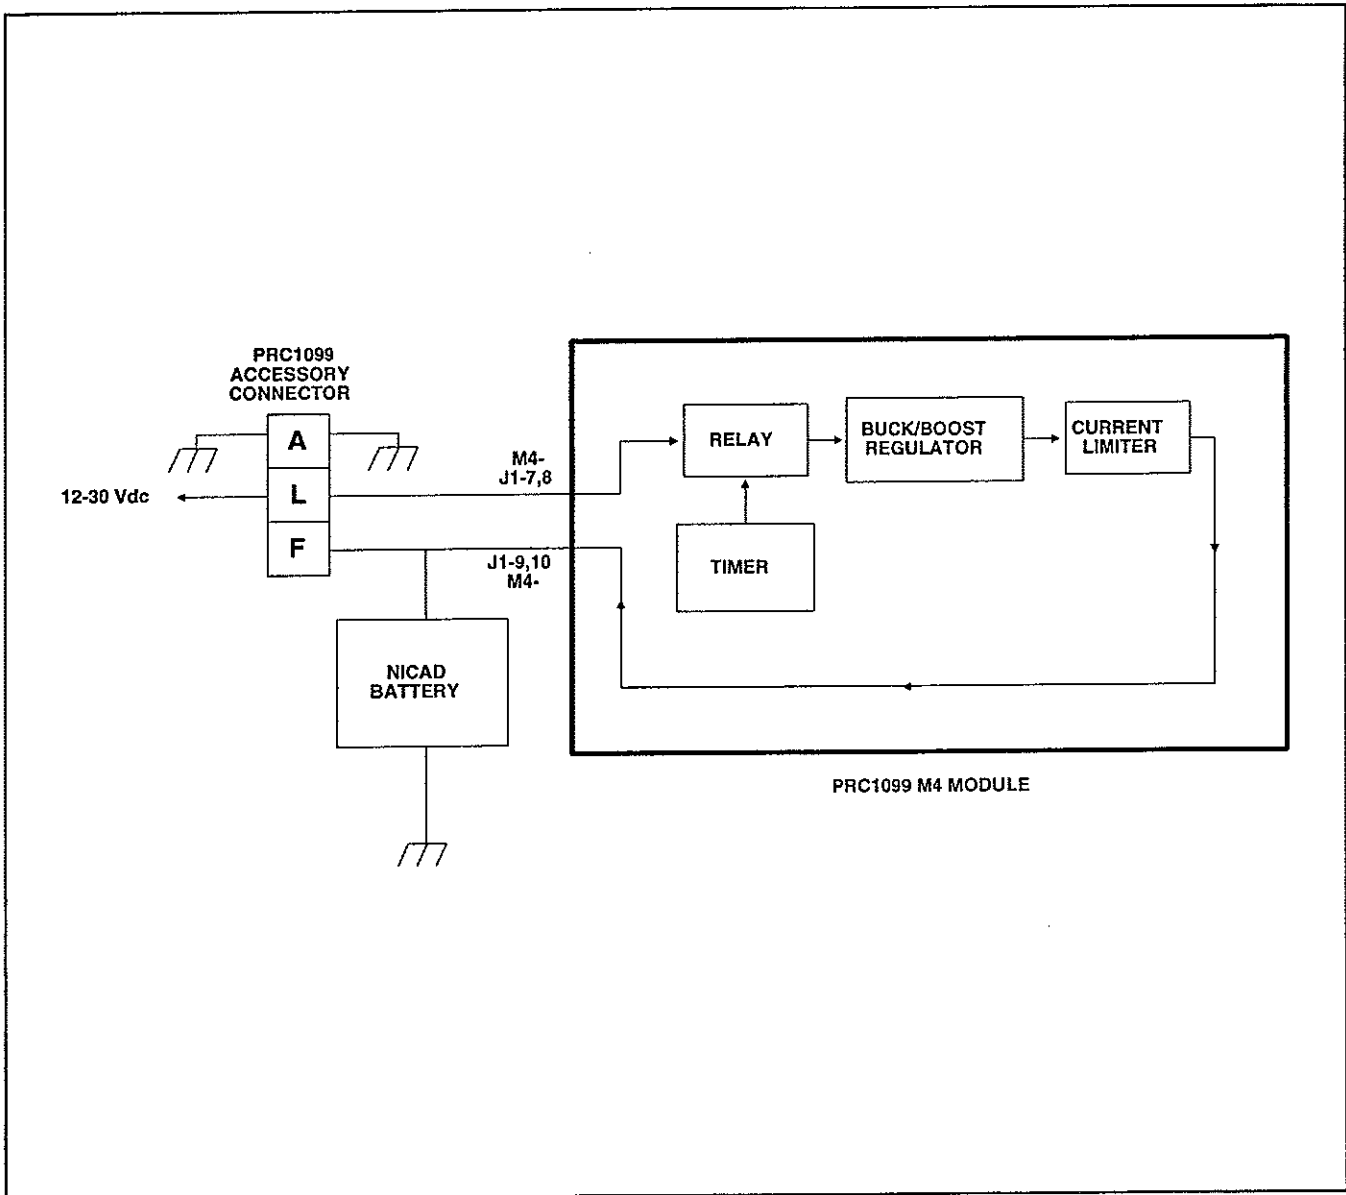 PRC1099
ACCESSORY
CONNECTOR
A
L
F
12-30 Vdc
M4-
J1-7,8
J1-9,10
M4-
NICAD
BATTERY
RELAY
TIMER
BUCK/BOOST
REGULATOR
CURRENT
LIMITER
PRC1099 M4 MODULE